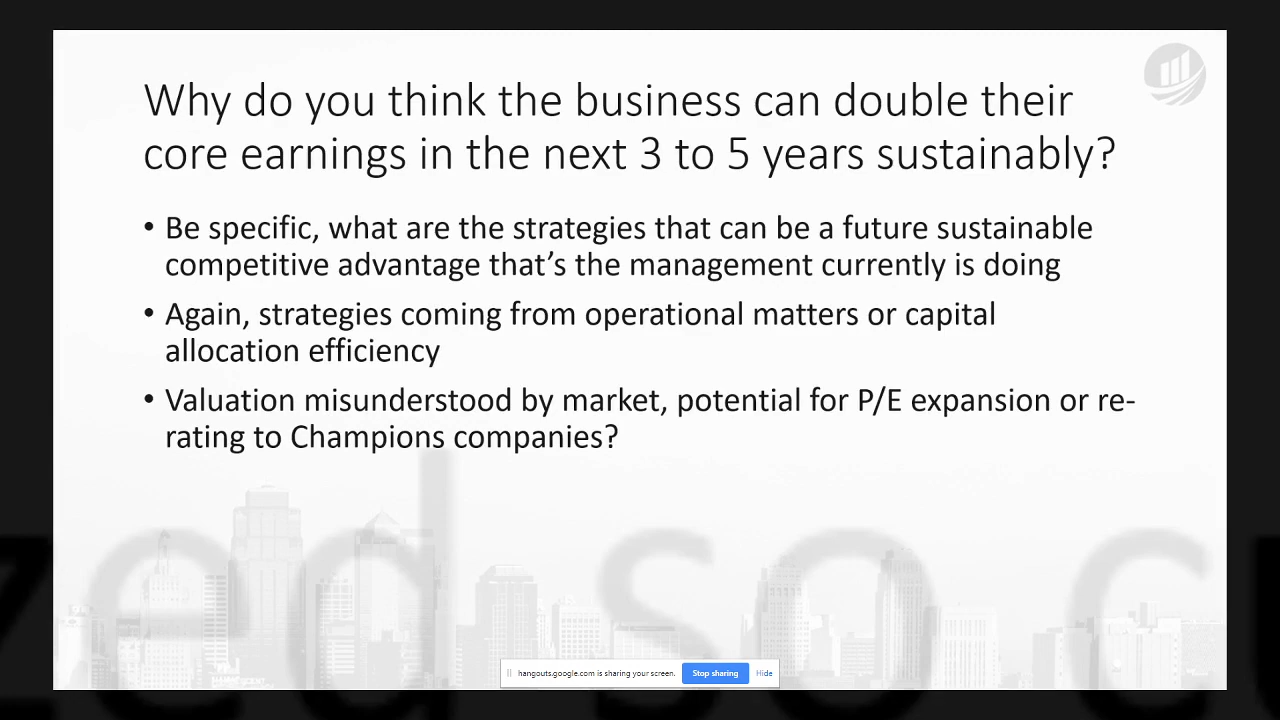 Why do you think the business can double their
core earnings in the next 3 to 5 years sustainably?
• Be specific, what are the strategies that can be a future sustainable
competitive advantage that’s the management currently is doing
• Again, strategies coming from operational matters or capital
allocation efficiency
• Valuation misunderstood by market, potential for P/E expansion or re-
rating to Champions companies?
zed so cu
hangouts.google.com is sharing your screen. Stop sharing Hide